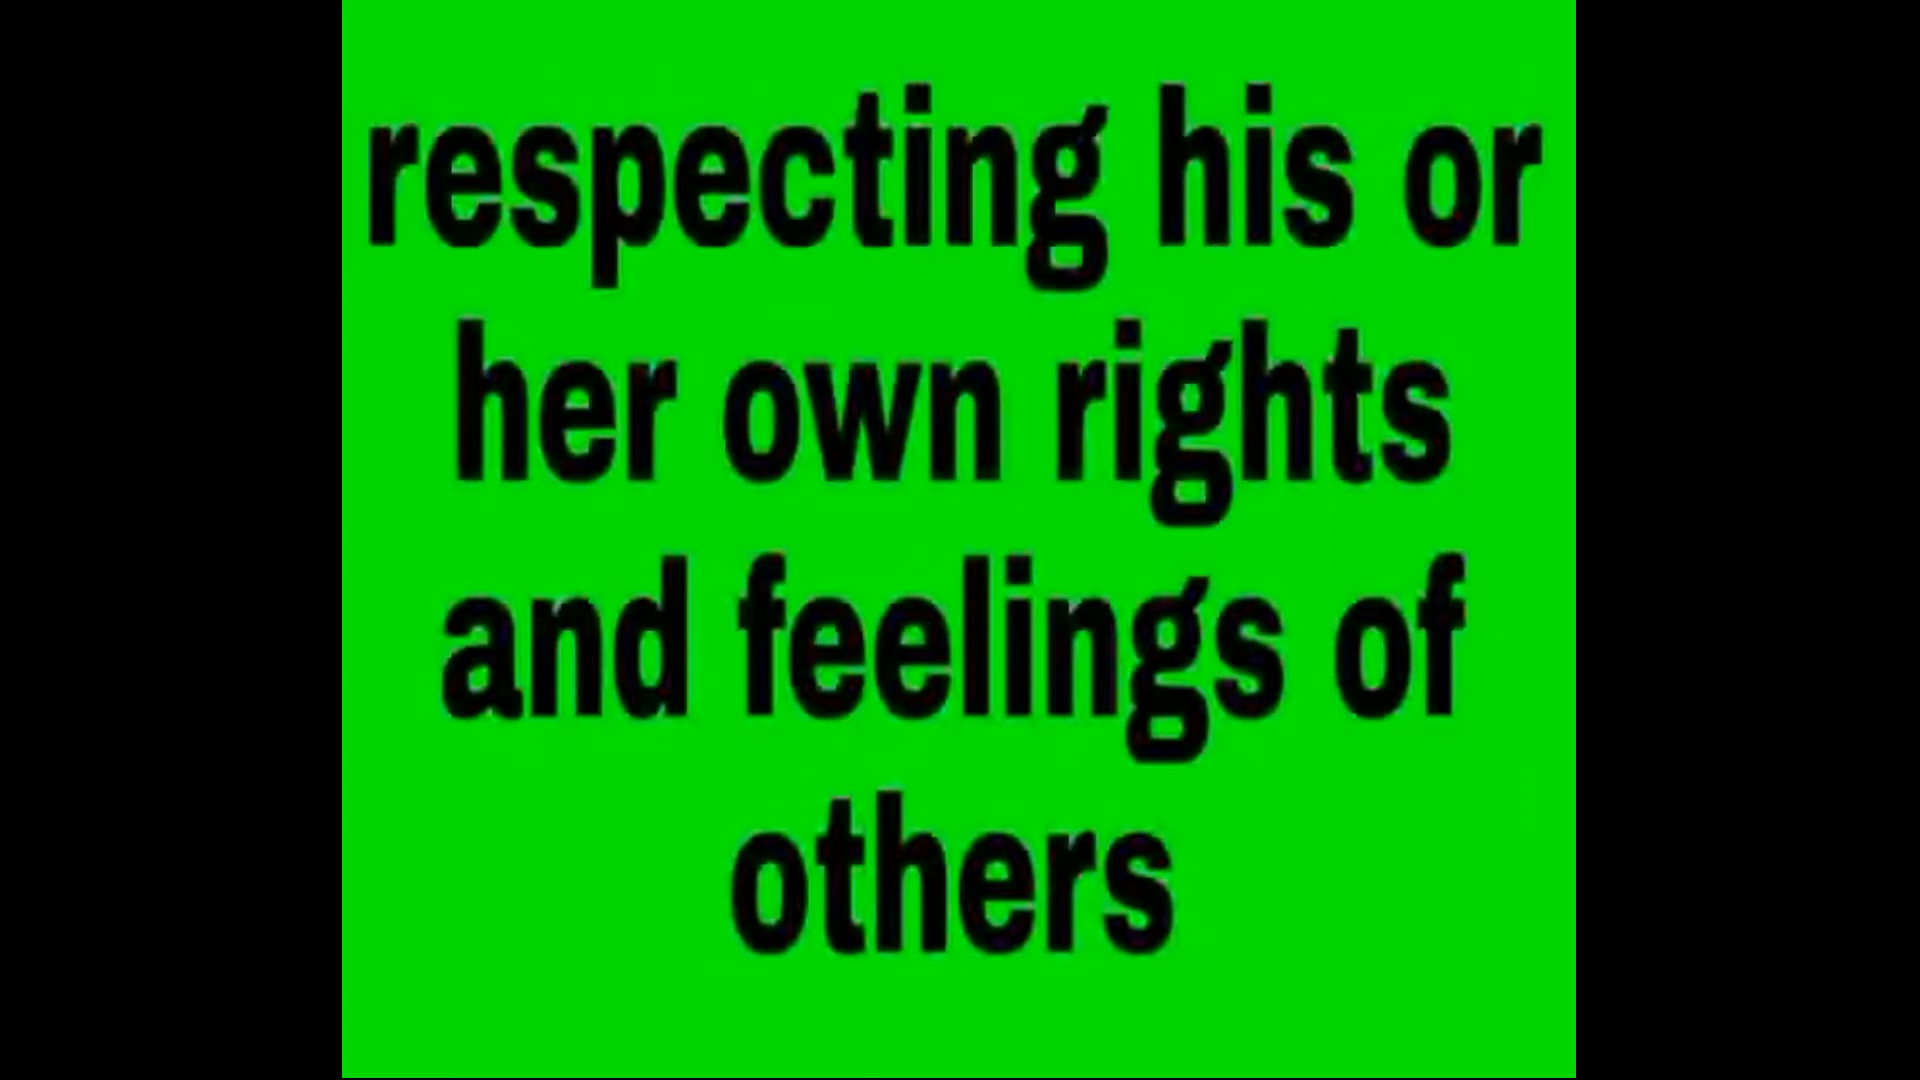 respecting his or
her own rights
and feelings of
others